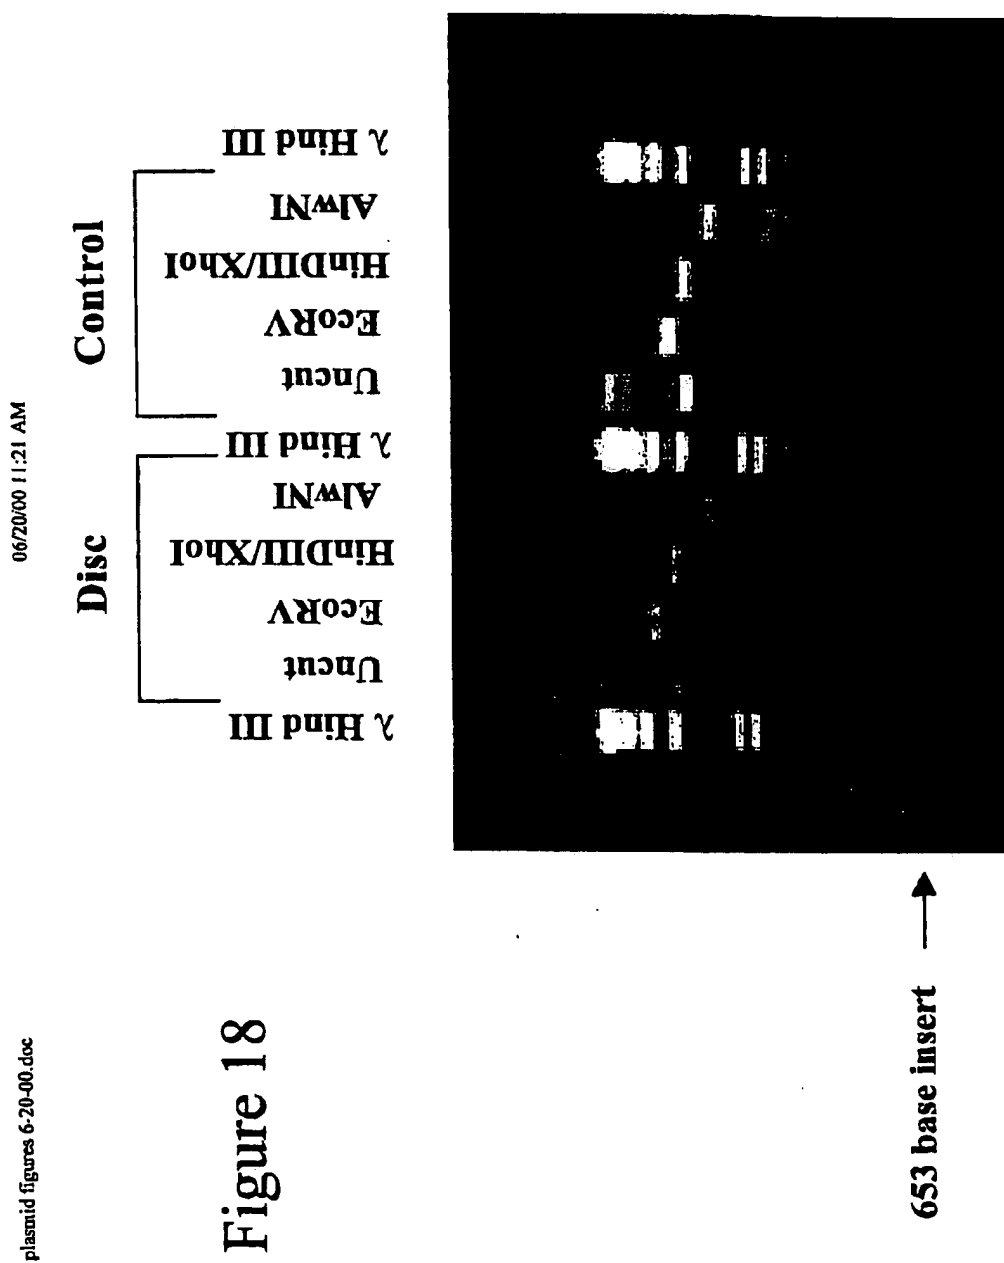 plasmid figures 6-20-00.doc
06/20/00 11:21 AM
Figure 18
Disc
Control
λ Hind III
Uncut
EcoRV
HinDIII/XhoI
AlwNI
λ Hind III
Uncut
EcoRV
HinDIII/XhoI
AlwNI
λ Hind III
653 base insert